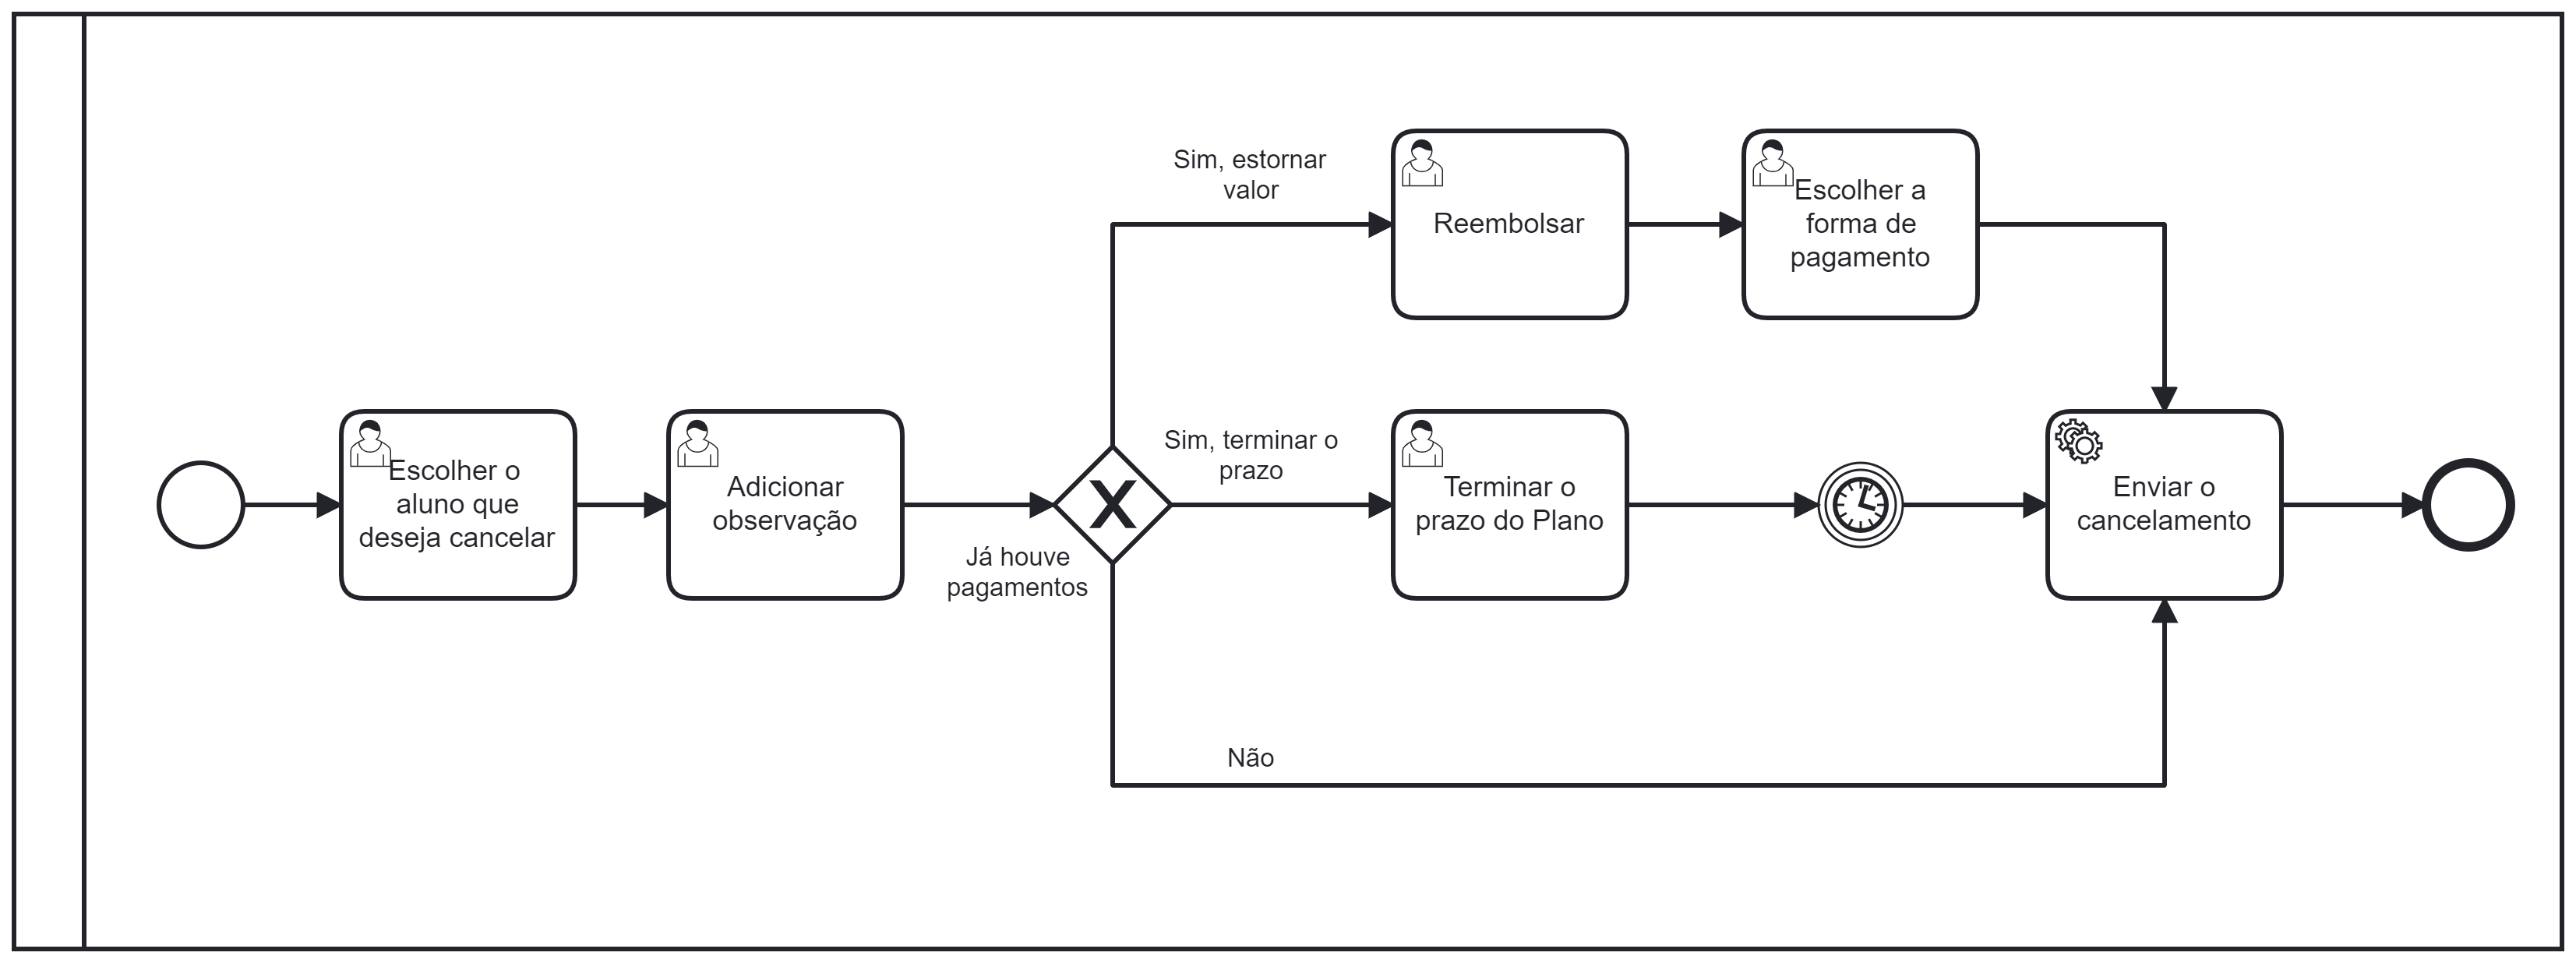 Sim, estornar
valor
Reembolsar
Escolher a
forma de
pagamento
Escolher o
aluno que
deseja cancelar
Adicionar
observação
Já houve
pagamentos
Sim, terminar o
prazo
Terminar o
prazo do Plano
Enviar o
cancelamento
Não